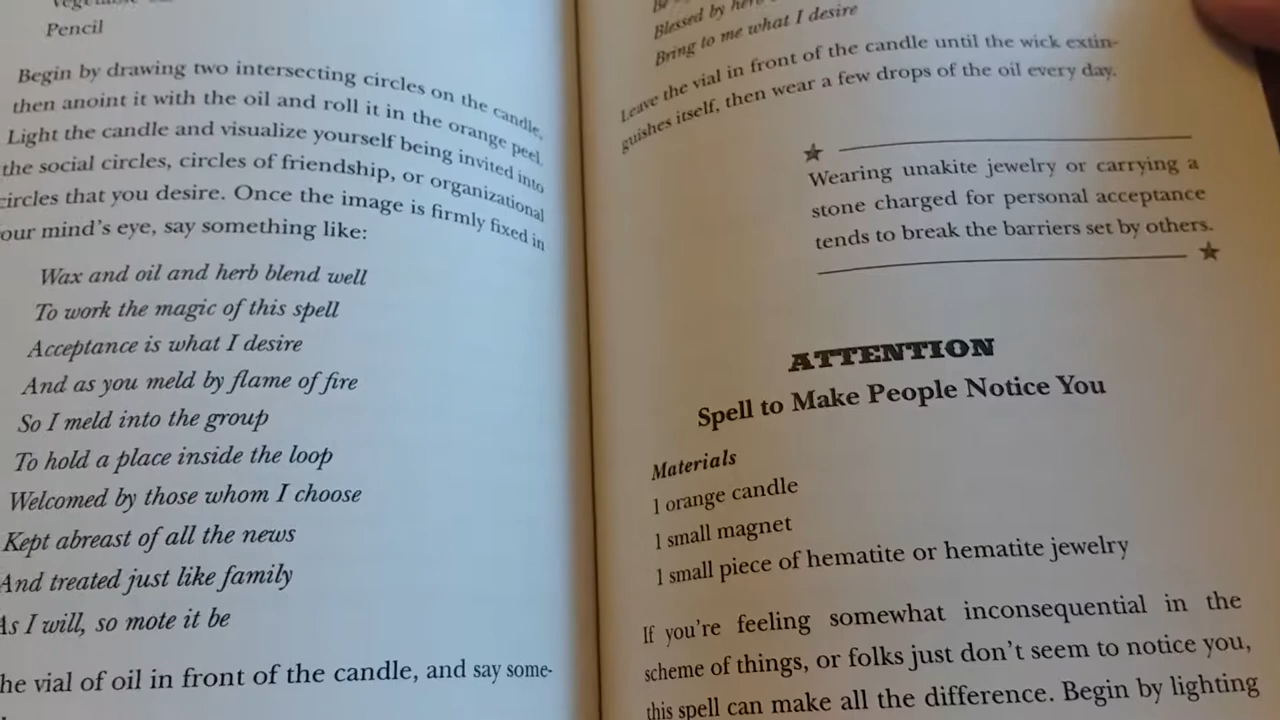 Pencil
Begin by drawing two intersecting circles on the candle,
then anoint it with the oil and roll it in the orange peel.
Light the candle and visualize yourself being invited into
the social circles, circles of friendship, or organizational
circles that you desire. Once the image is firmly fixed in
our mind's eye, say something like:
Wax and oil and herb blend well
To work the magic of this spell
Acceptance is what I desire
And as you meld by flame of fire
So I meld into the group
To hold a place inside the loop
Welcomed by those whom I choose
Kept abreast of all the news
And treated just like family
As I will, so mote it be
he vial of oil in front of the candle, and say some-
Blessed by
Bring to me what I desire
Leave the vial in front of the candle until the wick extin-
guishes itself, then wear a few drops of the oil every day.
Wearing unakite jewelry or carrying a
stone charged for personal acceptance
tends to break the barriers set by others.
ATTENTION
Spell to Make People Notice You
Materials
1 orange candle
1 small magnet
1 small piece of hematite or hematite jewelry
If you're feeling somewhat inconsequential in the
scheme of things, or folks just don't seem to notice you,
this spell can make all the difference. Begin by lighting